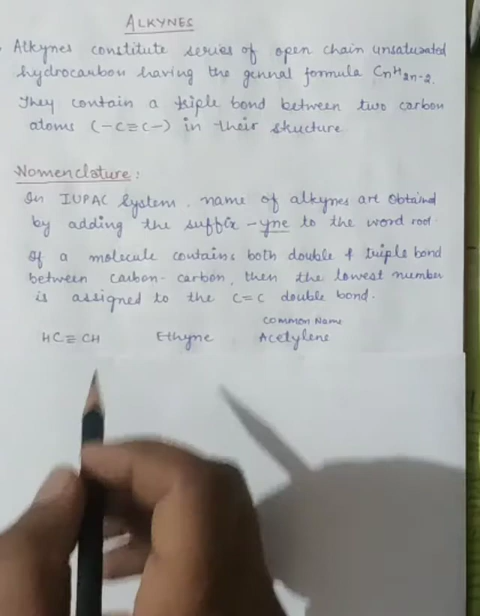 ALKYNES
Alkynes constitute series of open chain unsaturated
hydrocarbon having the general formula CnH2n-2.
They contain a triple bond between two carbon
atoms (-C≡C-) in their structure
Nomenclature:
In IUPAC System, name of alkynes are obtained
by adding the suffix -yne to the word root.
If a molecule contains both double & triple bond
between carbon-carbon, then the lowest number
is assigned to the C=C double bond.
Common Name
HC≡CH Ethyne Acetylene